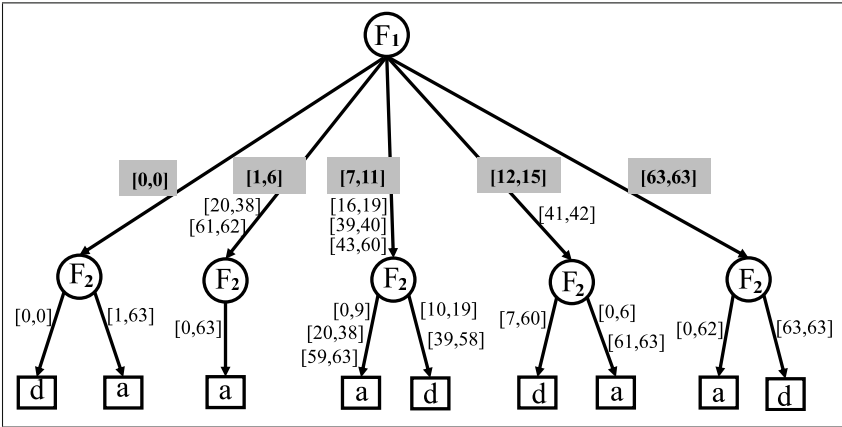 F1
[0,0]
[1,6]
[7,11]
[12,15]
[63,63]
[20,38]
[61,62]
[16,19]
[39,40]
[43,60]
[41,42]
F2
F2
F2
F2
F2
[0,0]
[1,63]
[0,63]
[0,9]
[20,38]
[59,63]
[10,19]
[39,58]
[7,60]
[0,6]
[61,63]
[0,62]
[63,63]
d
a
a
a
d
d
a
a
d